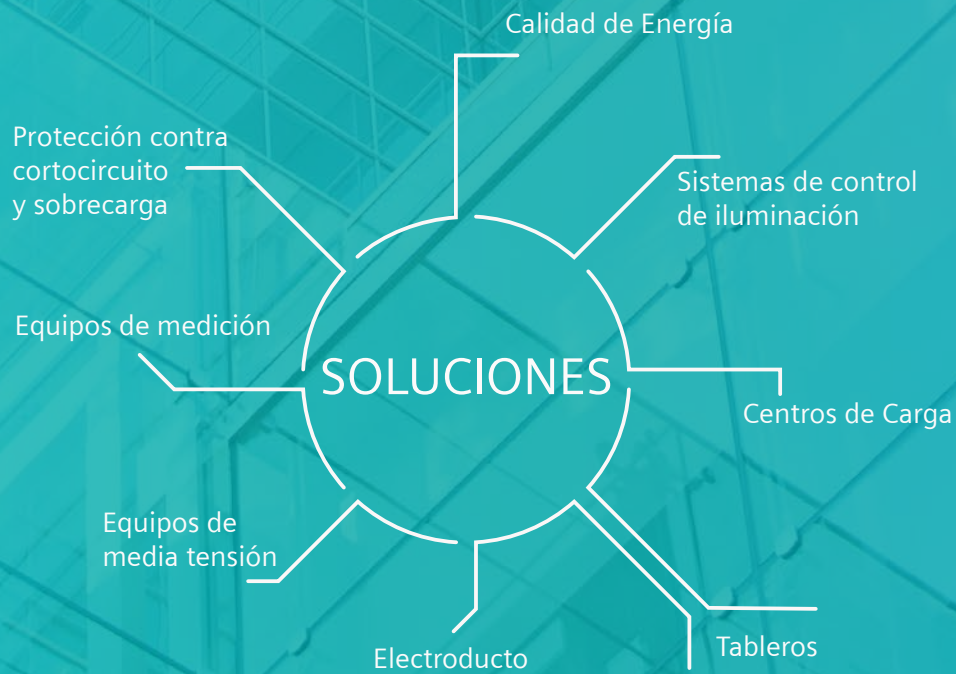 Calidad de Energía
Protección contra
cortocircuito
y sobrecarga
Sistemas de control
de iluminación
Equipos de medición
SOLUCIONES
Centros de Carga
Equipos de
media tensión
Tableros
Electroducto